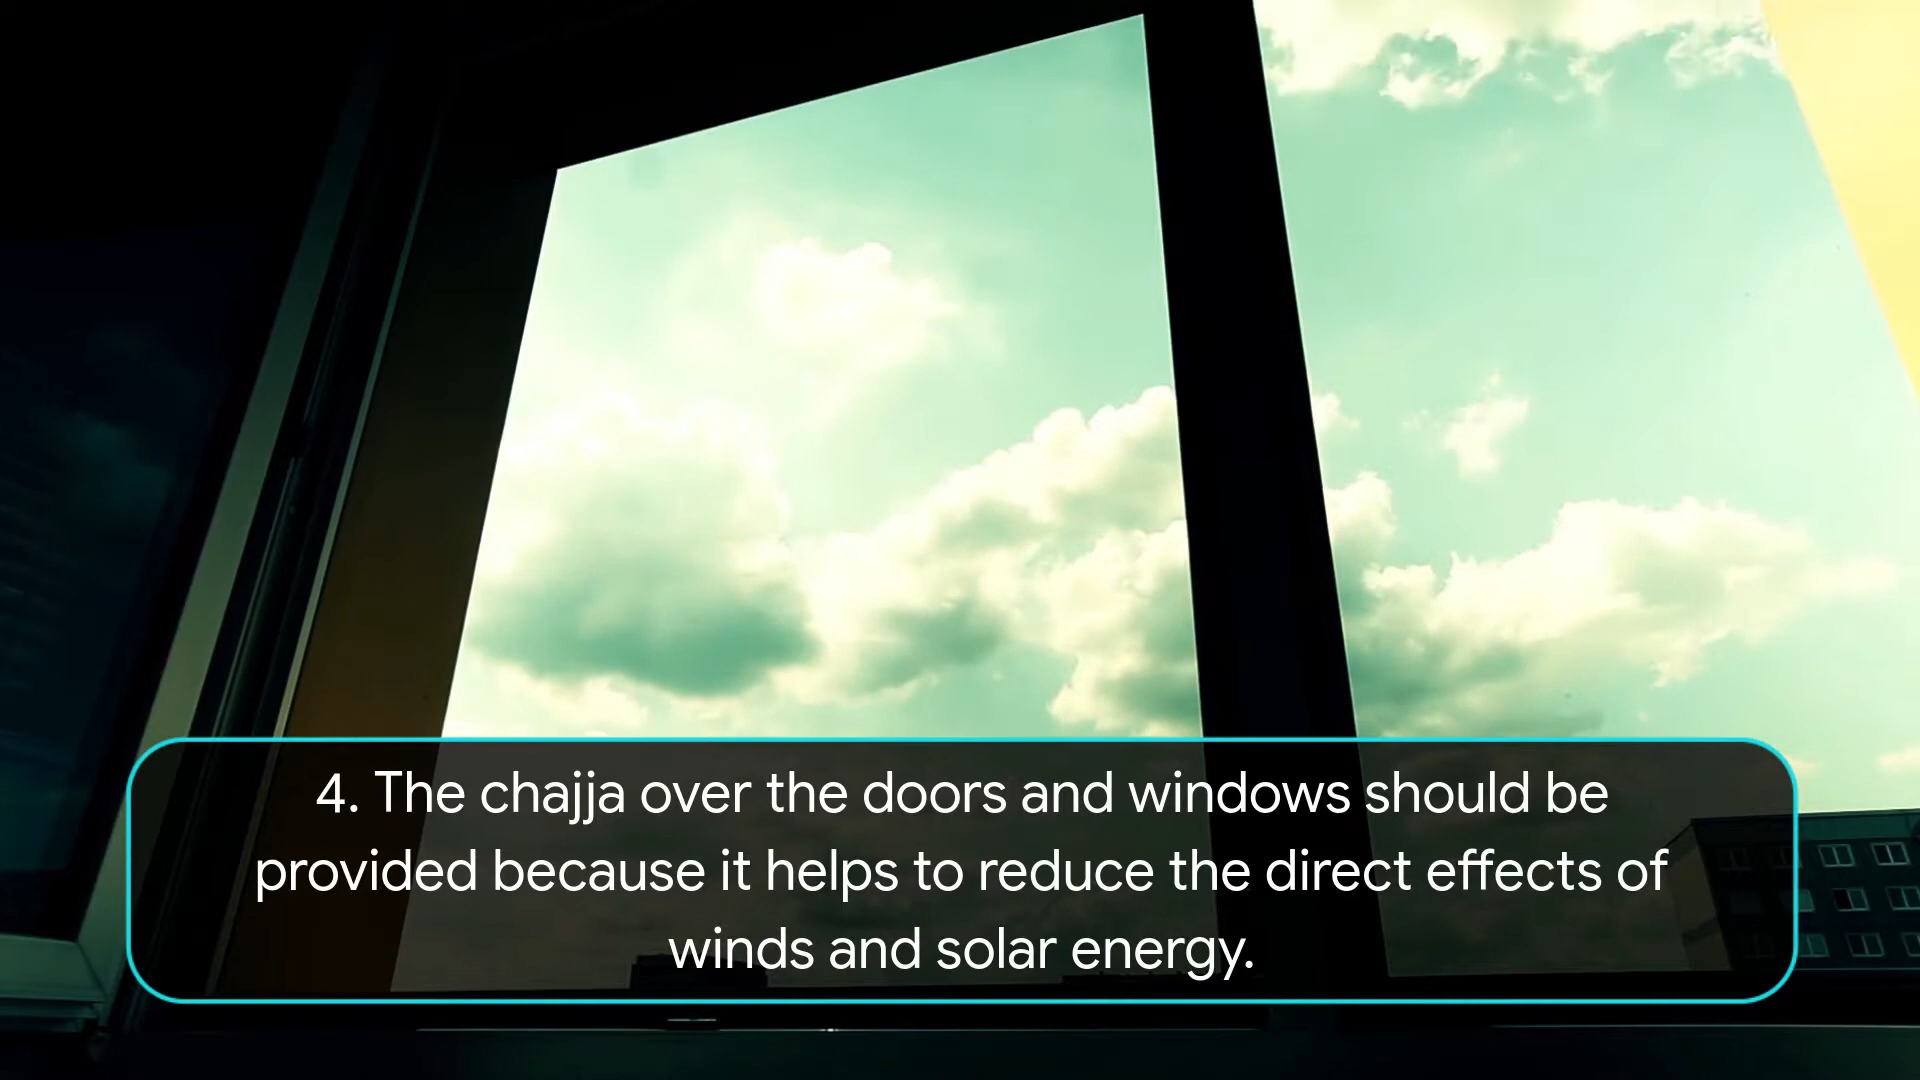 4. The chajja over the doors and windows should be
provided because it helps to reduce the direct effects of
winds and solar energy.